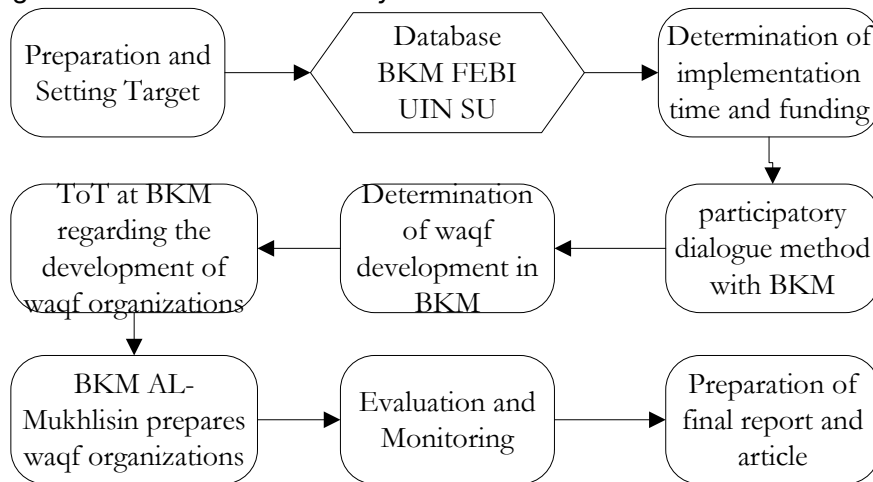 Preparation and
Setting Target
Database
BKM FEBI
UIN SU
Determination of
implementation
time and funding
participatory
dialogue method
with BKM
Determination
of waqf
development in
BKM
ToT at BKM
regarding the
development of
waqf organizations
BKM AL-
Mukhlisin prepares
waqf organizations
Evaluation and
Monitoring
Preparation of
final report and
article